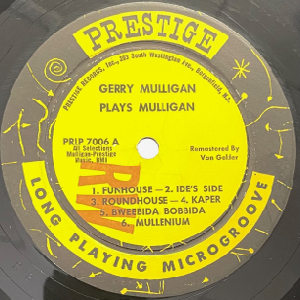 PRESTIGE
PRESTIGE RECORDS, Inc., 203 South Washington Ave., Bergenfield, N.J.
GERRY MULLIGAN
PLAYS MULLIGAN
PRLP 7006 A
All Selections
Mulligan-Prestige
Music, BMI
Remastered By
Van Gelder
1. FUNHOUSE — 2. IDE'S SIDE
3. ROUNDHOUSE — 4. KAPER
5. BWEEBIDA BOBBIDA
6. MULLENIUM
LONG PLAYING MICROGROOVE